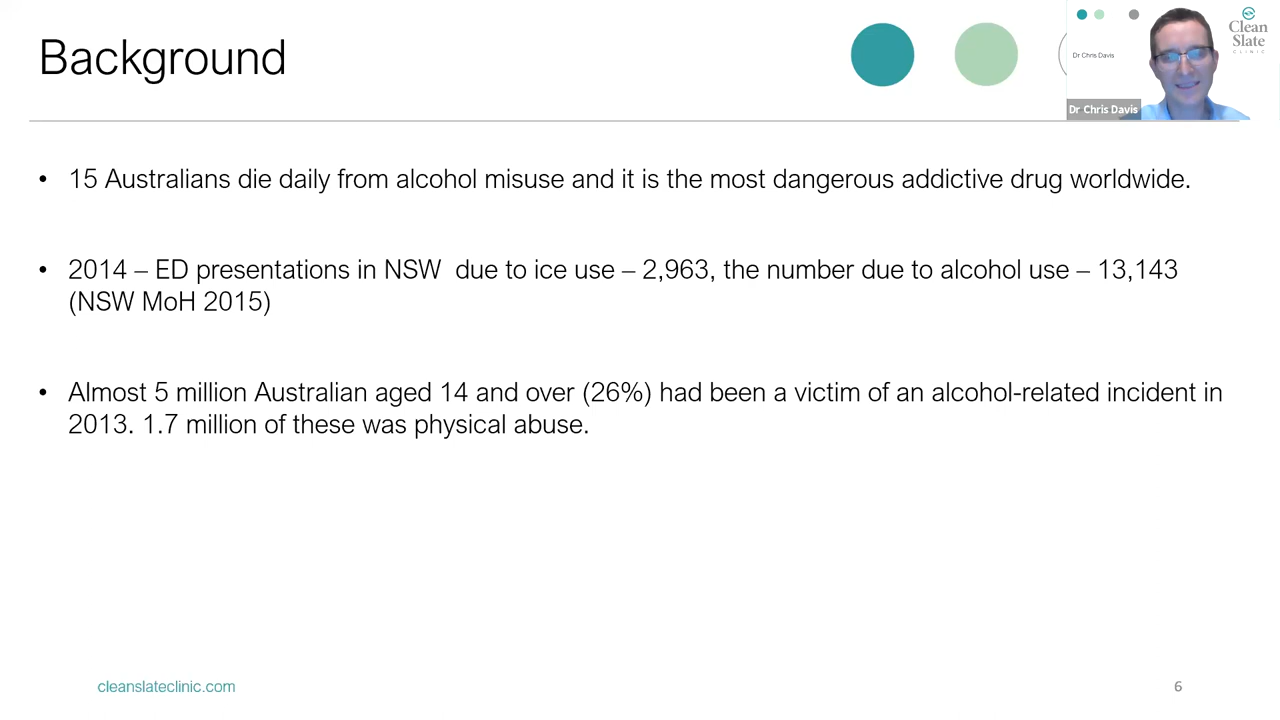 Background
Dr Chris Davis
Dr Chris Davis
Clean
Slate
CLINIC
• 15 Australians die daily from alcohol misuse and it is the most dangerous addictive drug worldwide.
• 2014 – ED presentations in NSW  due to ice use – 2,963, the number due to alcohol use – 13,143
(NSW MoH 2015)
• Almost 5 million Australian aged 14 and over (26%) had been a victim of an alcohol-related incident in
2013. 1.7 million of these was physical abuse.
cleanslateclinic.com
6